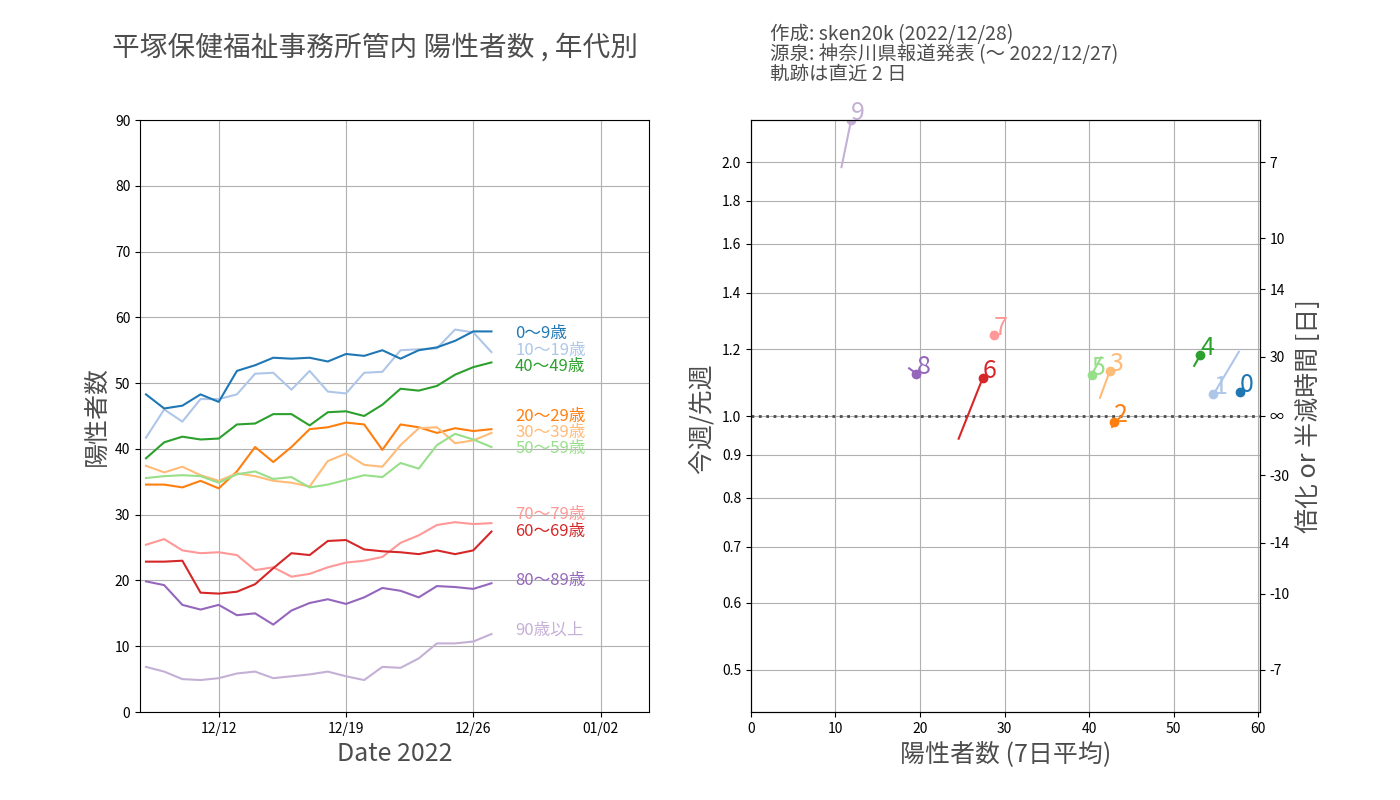 平塚保健福祉事務所管内 陽性者数 , 年代別
作成: sken20k (2022/12/28)
源泉: 神奈川県報道発表 (〜 2022/12/27)
軌跡は直近 2 日
陽性者数
90
80
70
60
50
40
30
20
10
0
0〜9歳
10〜19歳
40〜49歳
20〜29歳
30〜39歳
50〜59歳
70〜79歳
60〜69歳
80〜89歳
90歳以上
12/12
12/19
12/26
01/02
Date 2022
今週/先週
2.0
1.8
1.6
1.4
1.2
1.0
0.9
0.8
0.7
0.6
0.5
9
7
8
6
5
3
2
4
1
0
7
10
14
30
∞
-30
-14
-10
-7
倍化 or 半減時間 [日]
0
10
20
30
40
50
60
陽性者数 (7日平均)